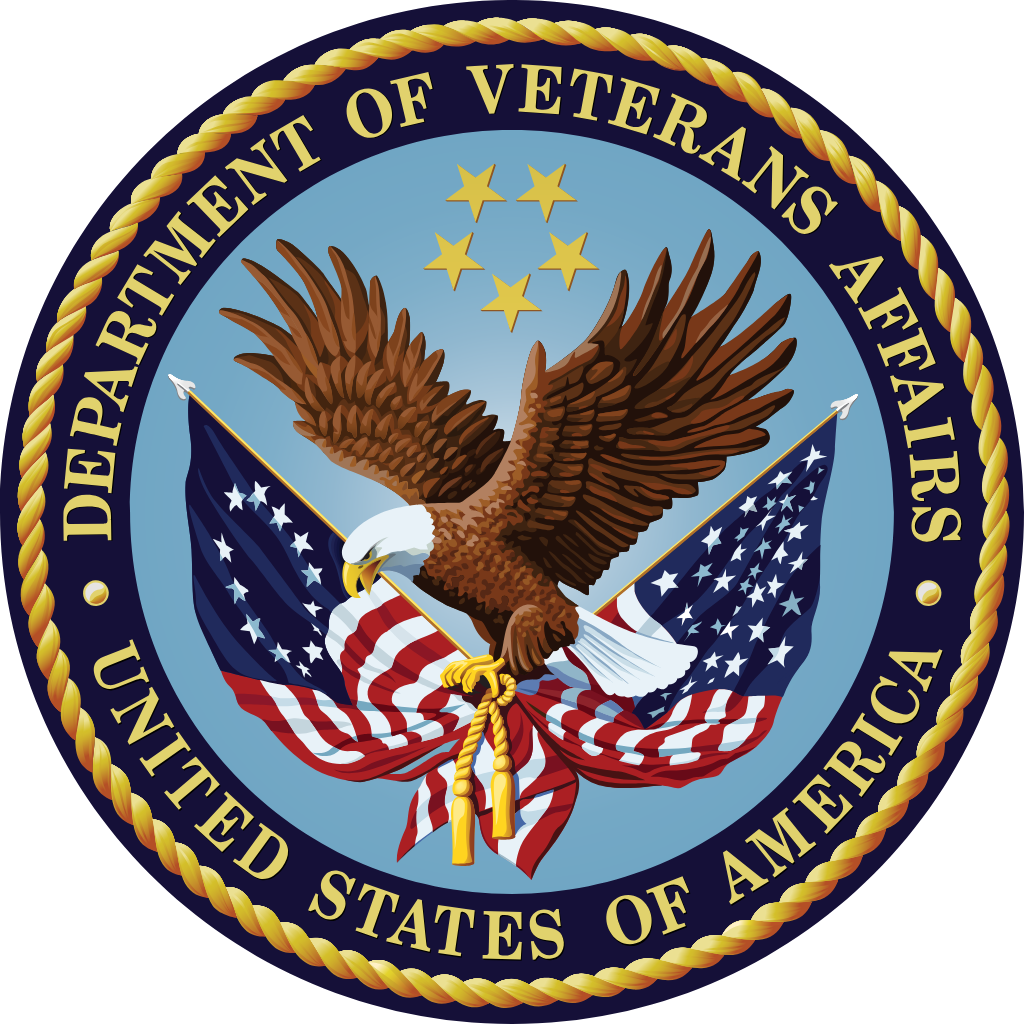 DEPARTMENT OF VETERANS AFFAIRS
UNITED STATES OF AMERICA